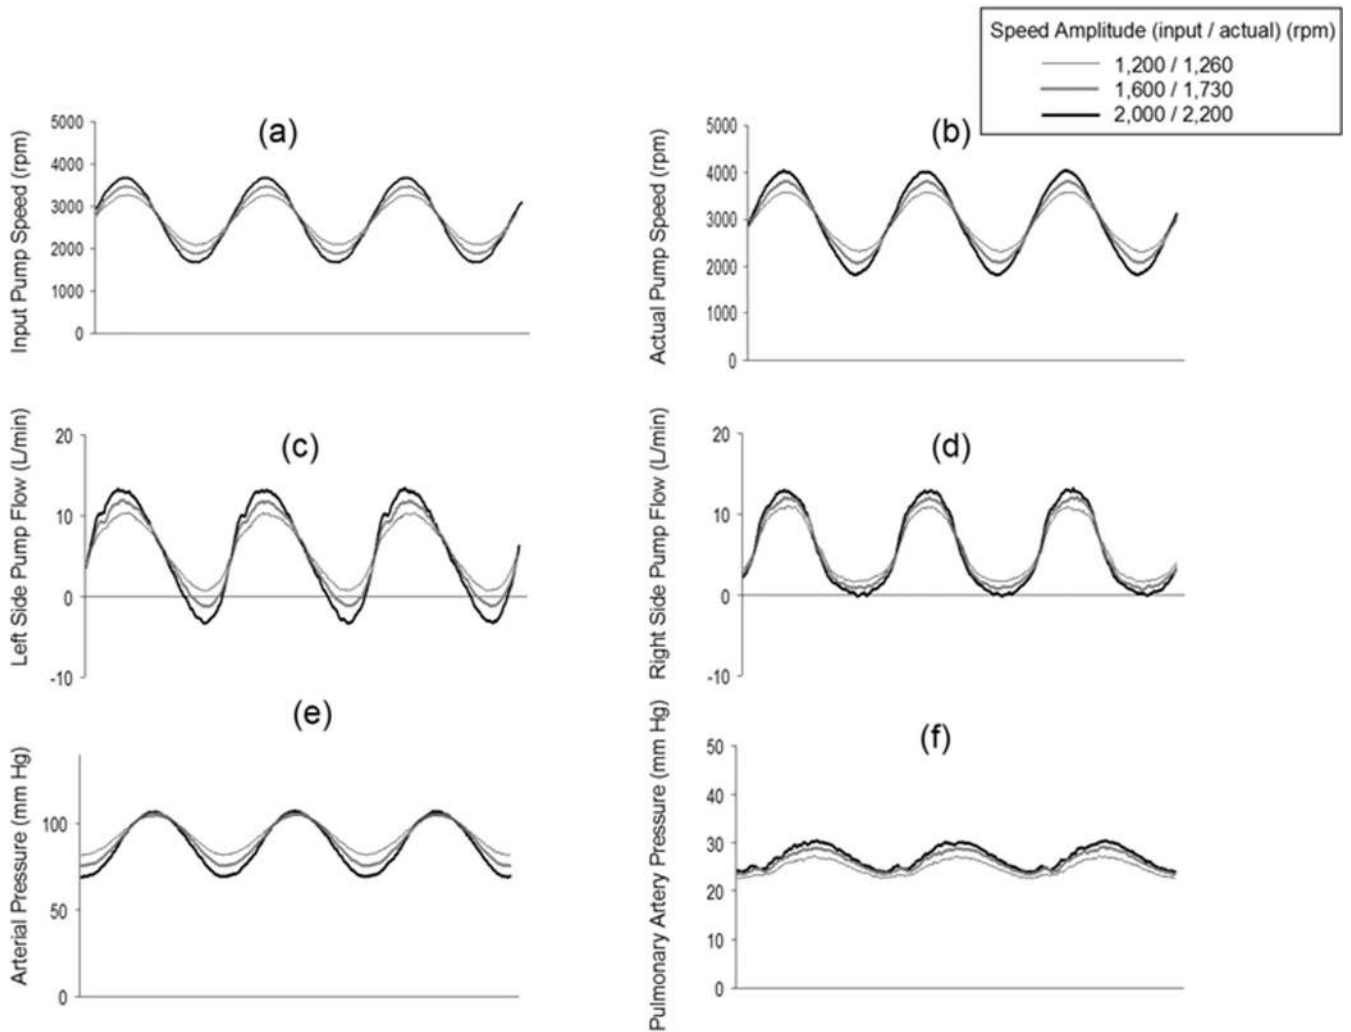 Speed Amplitude (input / actual) (rpm)
1,200 / 1,260
1,600 / 1,730
2,000 / 2,200
(a)
Input Pump Speed (rpm)
5000
4000
3000
2000
1000
0
(b)
Actual Pump Speed (rpm)
5000
4000
3000
2000
1000
0
(c)
Left Side Pump Flow (L/min)
20
10
0
-10
(d)
Right Side Pump Flow (L/min)
20
10
0
-10
(e)
Arterial Pressure (mm Hg)
100
50
0
(f)
Pulmonary Artery Pressure (mm Hg)
50
40
30
20
10
0